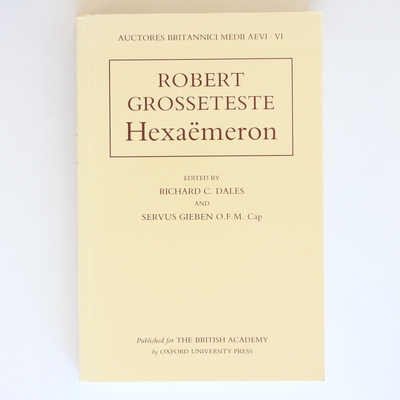 AUCTORES BRITANNICI MEDII AEVI · VI
ROBERT
GROSSETESTE
Hexaëmeron
EDITED BY
RICHARD C. DALES
AND
SERVUS GIEBEN O.F.M. Cap
Published for THE BRITISH ACADEMY
by OXFORD UNIVERSITY PRESS